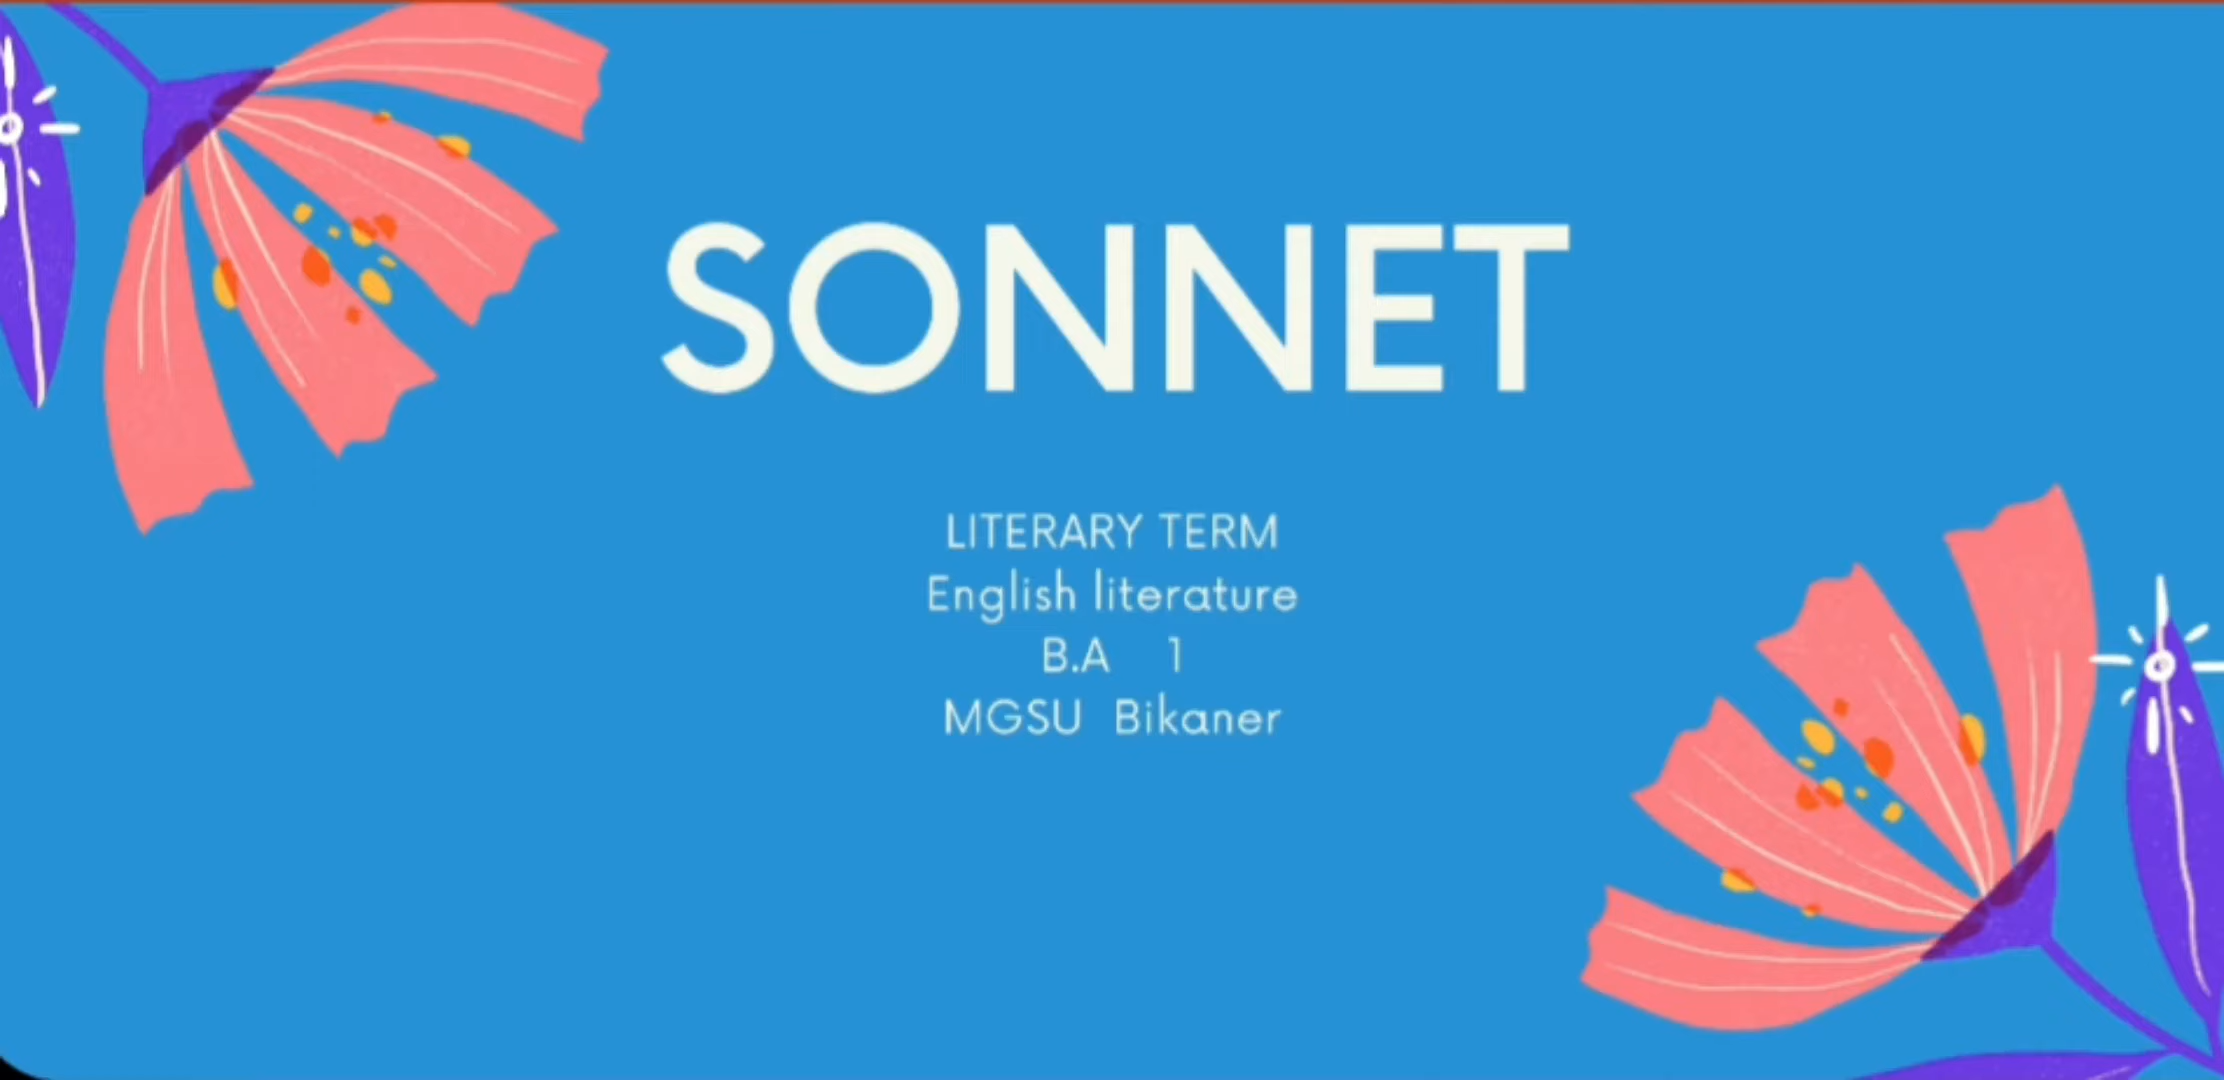 SONNET
LITERARY TERM
English literature
B.A 1
MGSU Bikaner